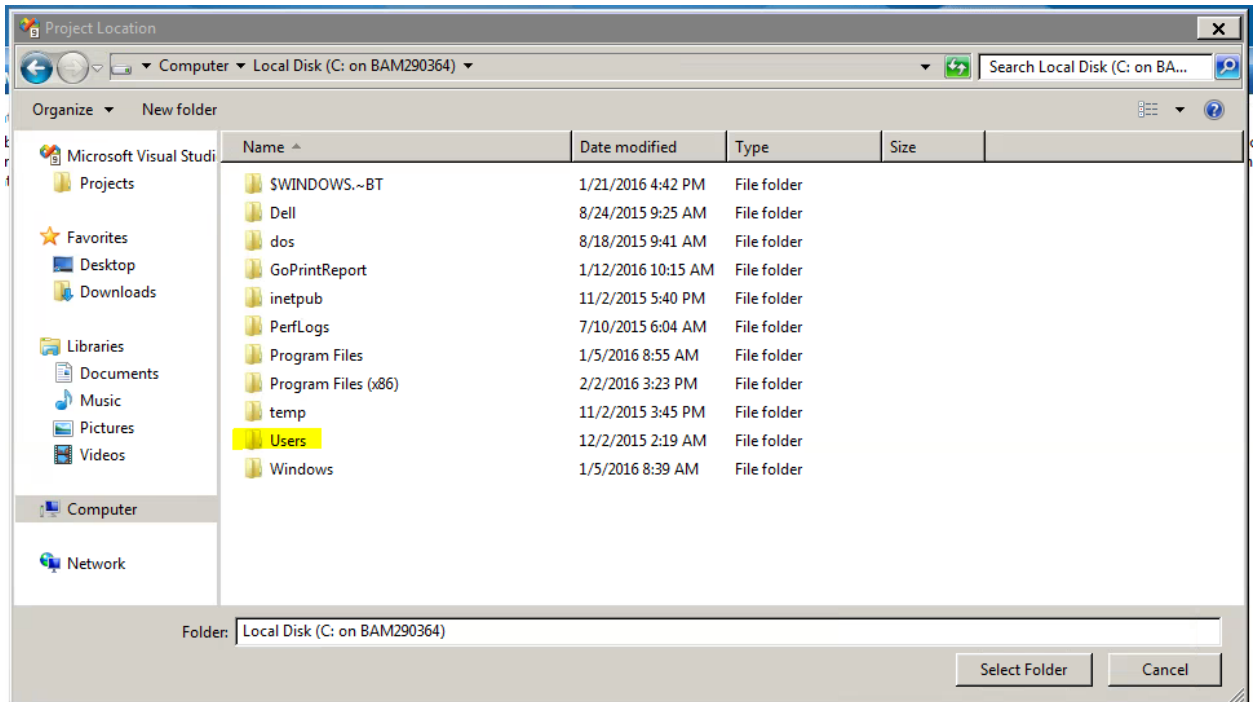 Project Location
Computer Local Disk (C: on BAM290364)
Search Local Disk (C: on BA...
Organize New folder
Microsoft Visual Studi
Projects
Favorites
Desktop
Downloads
Libraries
Documents
Music
Pictures
Videos
Computer
Network
Name Date modified Type Size
$WINDOWS.~BT 1/21/2016 4:42 PM File folder
Dell 8/24/2015 9:25 AM File folder
dos 8/18/2015 9:41 AM File folder
GoPrintReport 1/12/2016 10:15 AM File folder
inetpub 11/2/2015 5:40 PM File folder
PerfLogs 7/10/2015 6:04 AM File folder
Program Files 1/5/2016 8:55 AM File folder
Program Files (x86) 2/2/2016 3:23 PM File folder
temp 11/2/2015 3:45 PM File folder
Users 12/2/2015 2:19 AM File folder
Windows 1/5/2016 8:39 AM File folder
Folder: Local Disk (C: on BAM290364)
Select Folder Cancel